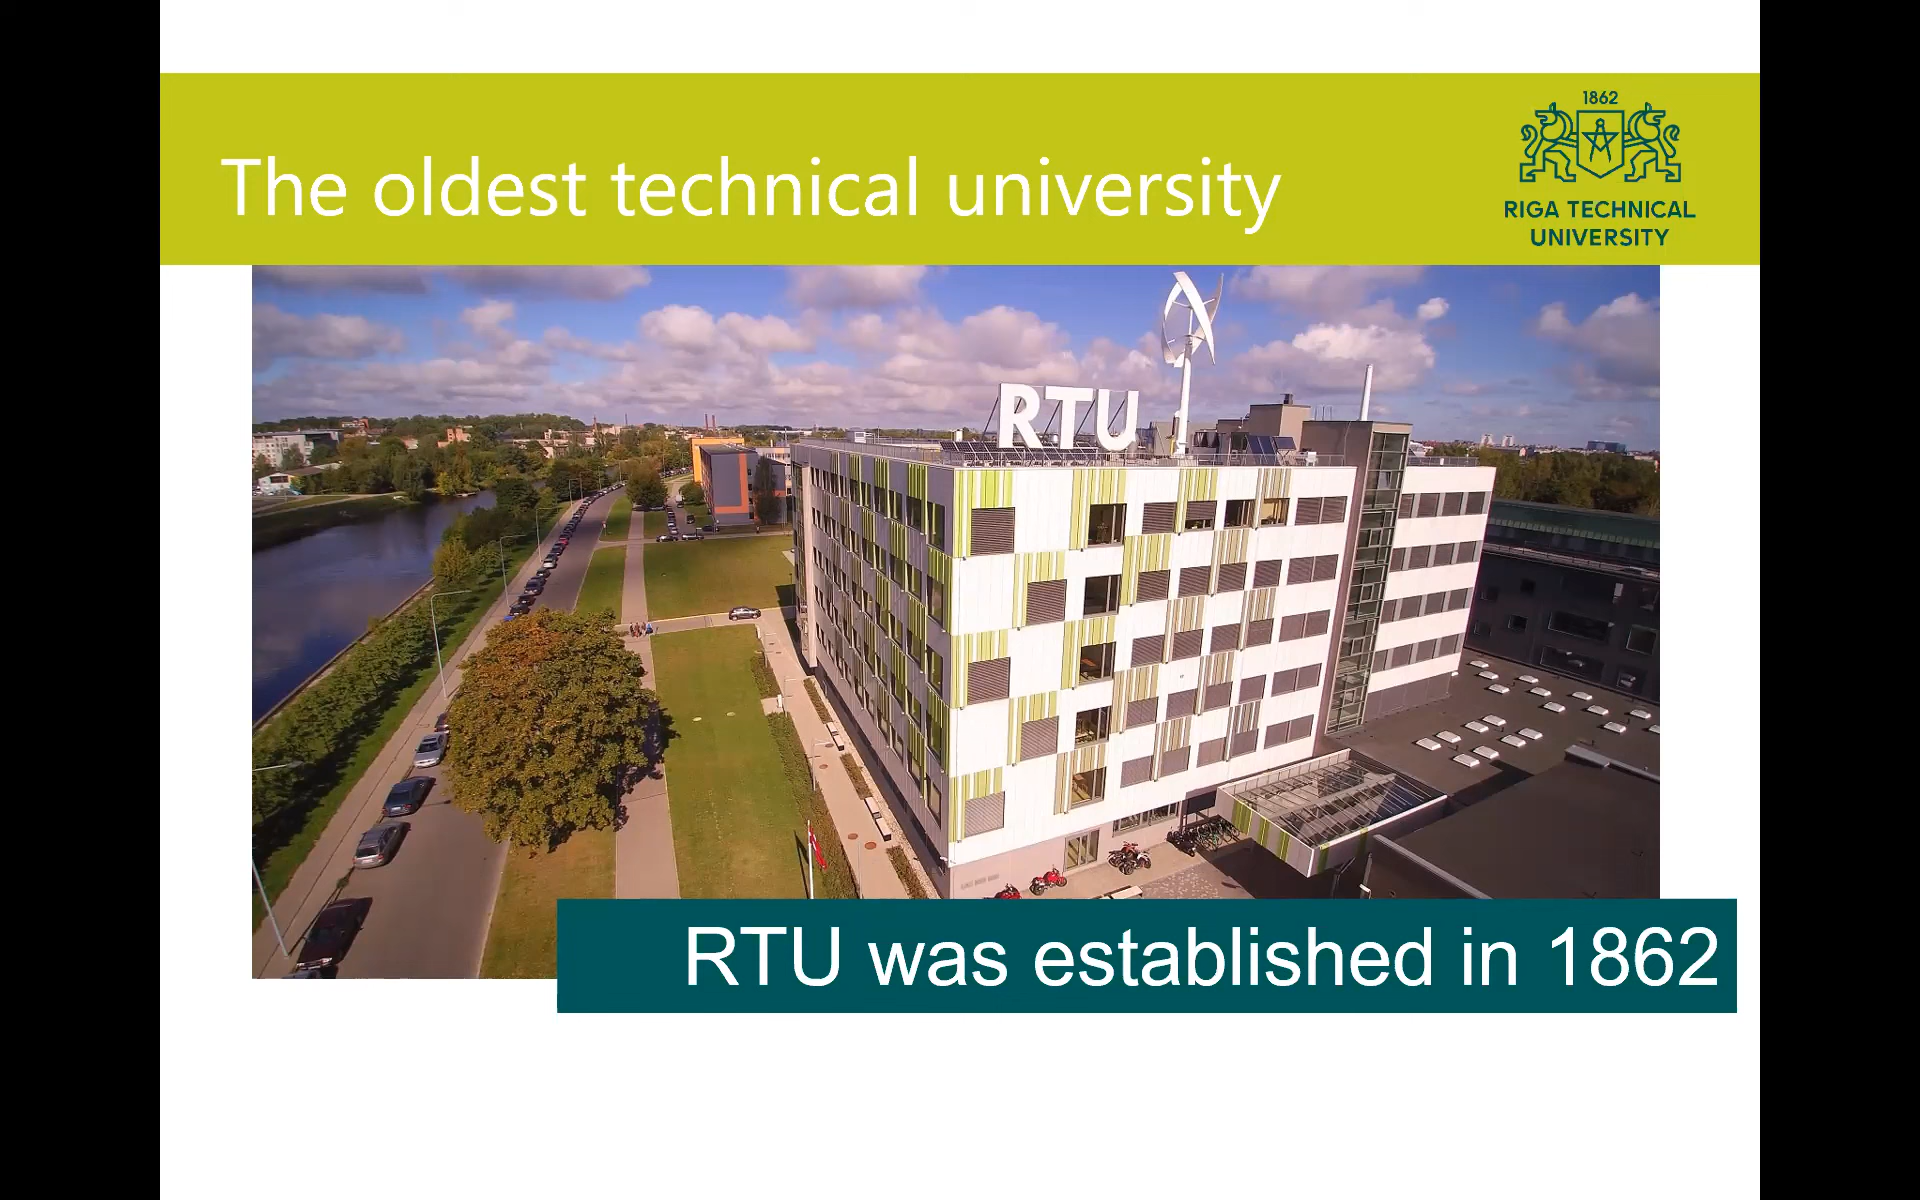 The oldest technical university
1862
RIGA TECHNICAL
UNIVERSITY
RTU
RTU was established in 1862